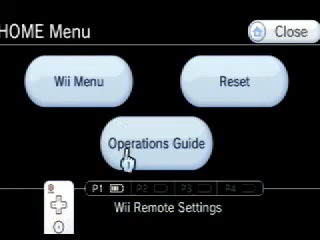 HOME Menu
Close
Wii Menu
Reset
Operations Guide
P1 P2 P3 P4
Wii Remote Settings